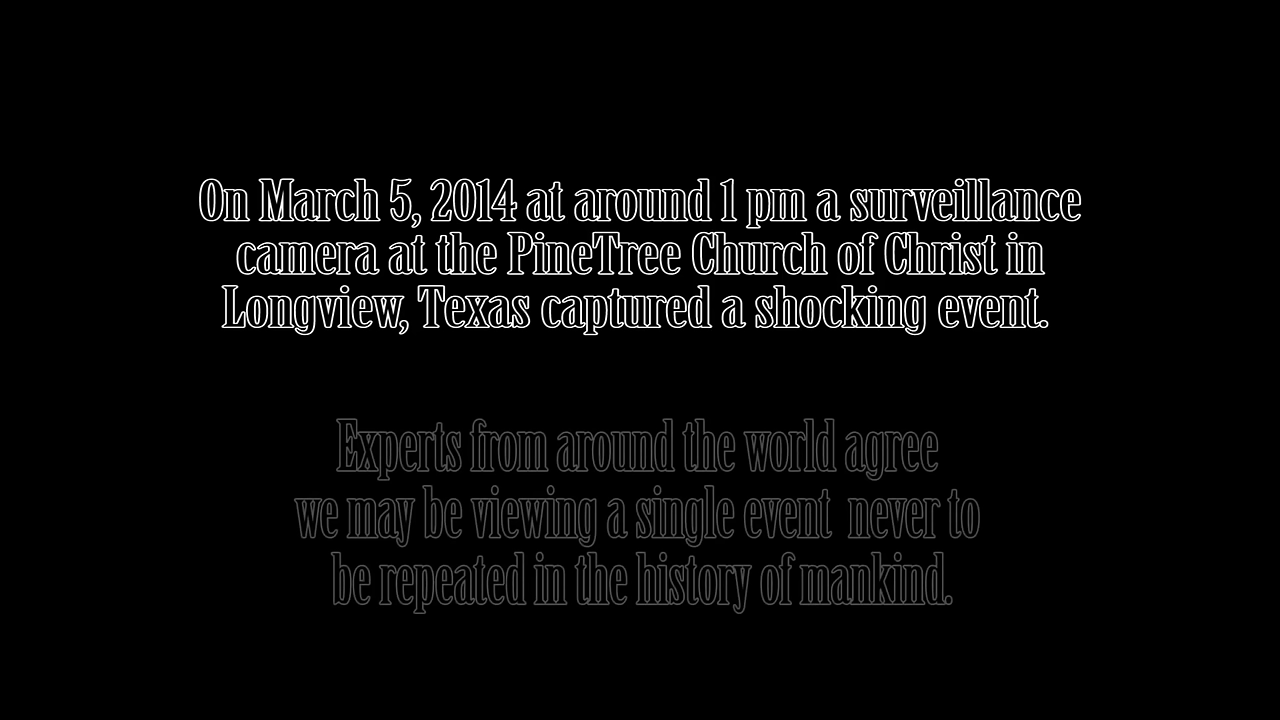 On March 5, 2014 at around 1 pm a surveillance
camera at the PineTree Church of Christ in
Longview, Texas captured a shocking event.
Experts from around the world agree
we may be viewing a single event never to
be repeated in the history of mankind.